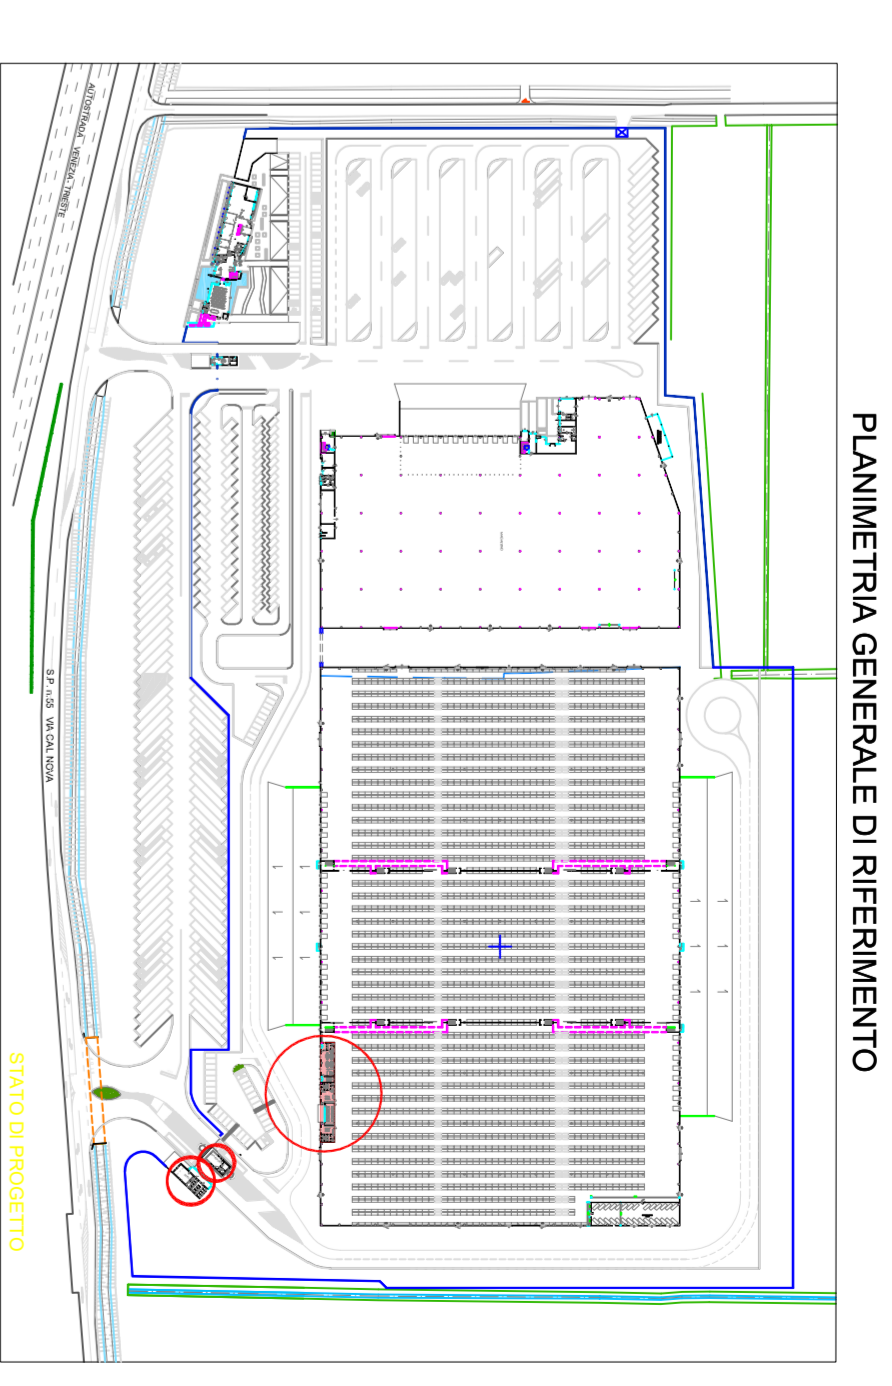 PLANIMETRIA GENERALE DI RIFERIMENTO
AUTOSTRADA VENEZIA-TRIESTE
S.P. n.55 VIA CAL NOVA
STATO DI PROGETTO